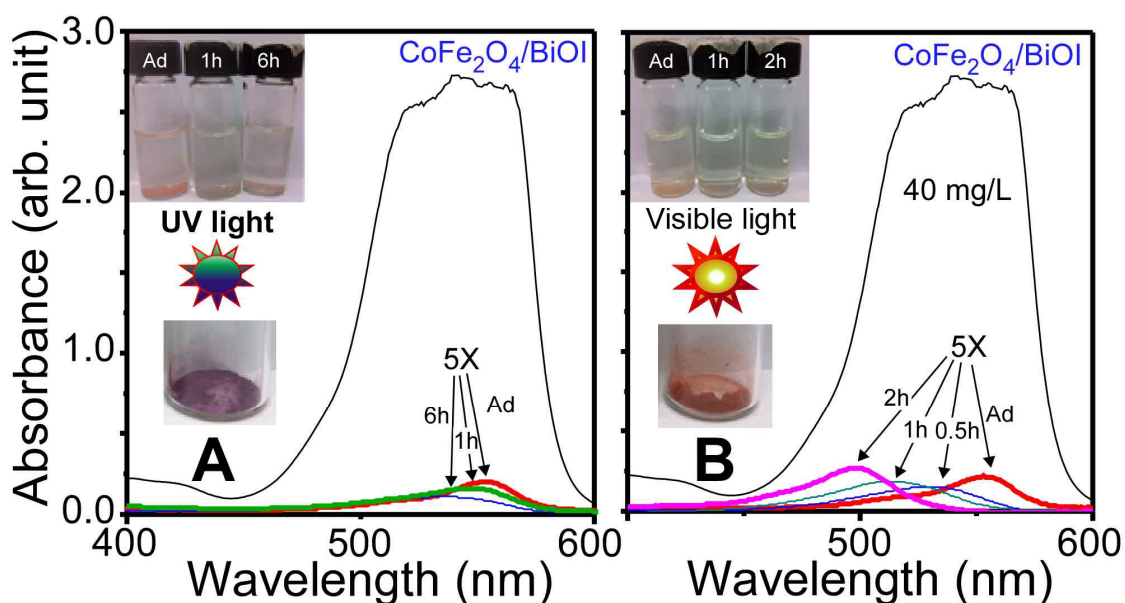 3.0
2.0
1.0
0.0
Absorbance (arb. unit)
Ad 1h 6h
CoFe₂O₄/BiOI
UV light
5X
6h
1h
Ad
A
400 500 600
Wavelength (nm)
Ad 1h 2h
CoFe₂O₄/BiOI
40 mg/L
Visible light
5X
2h
1h
0.5h
Ad
B
500 600
Wavelength (nm)